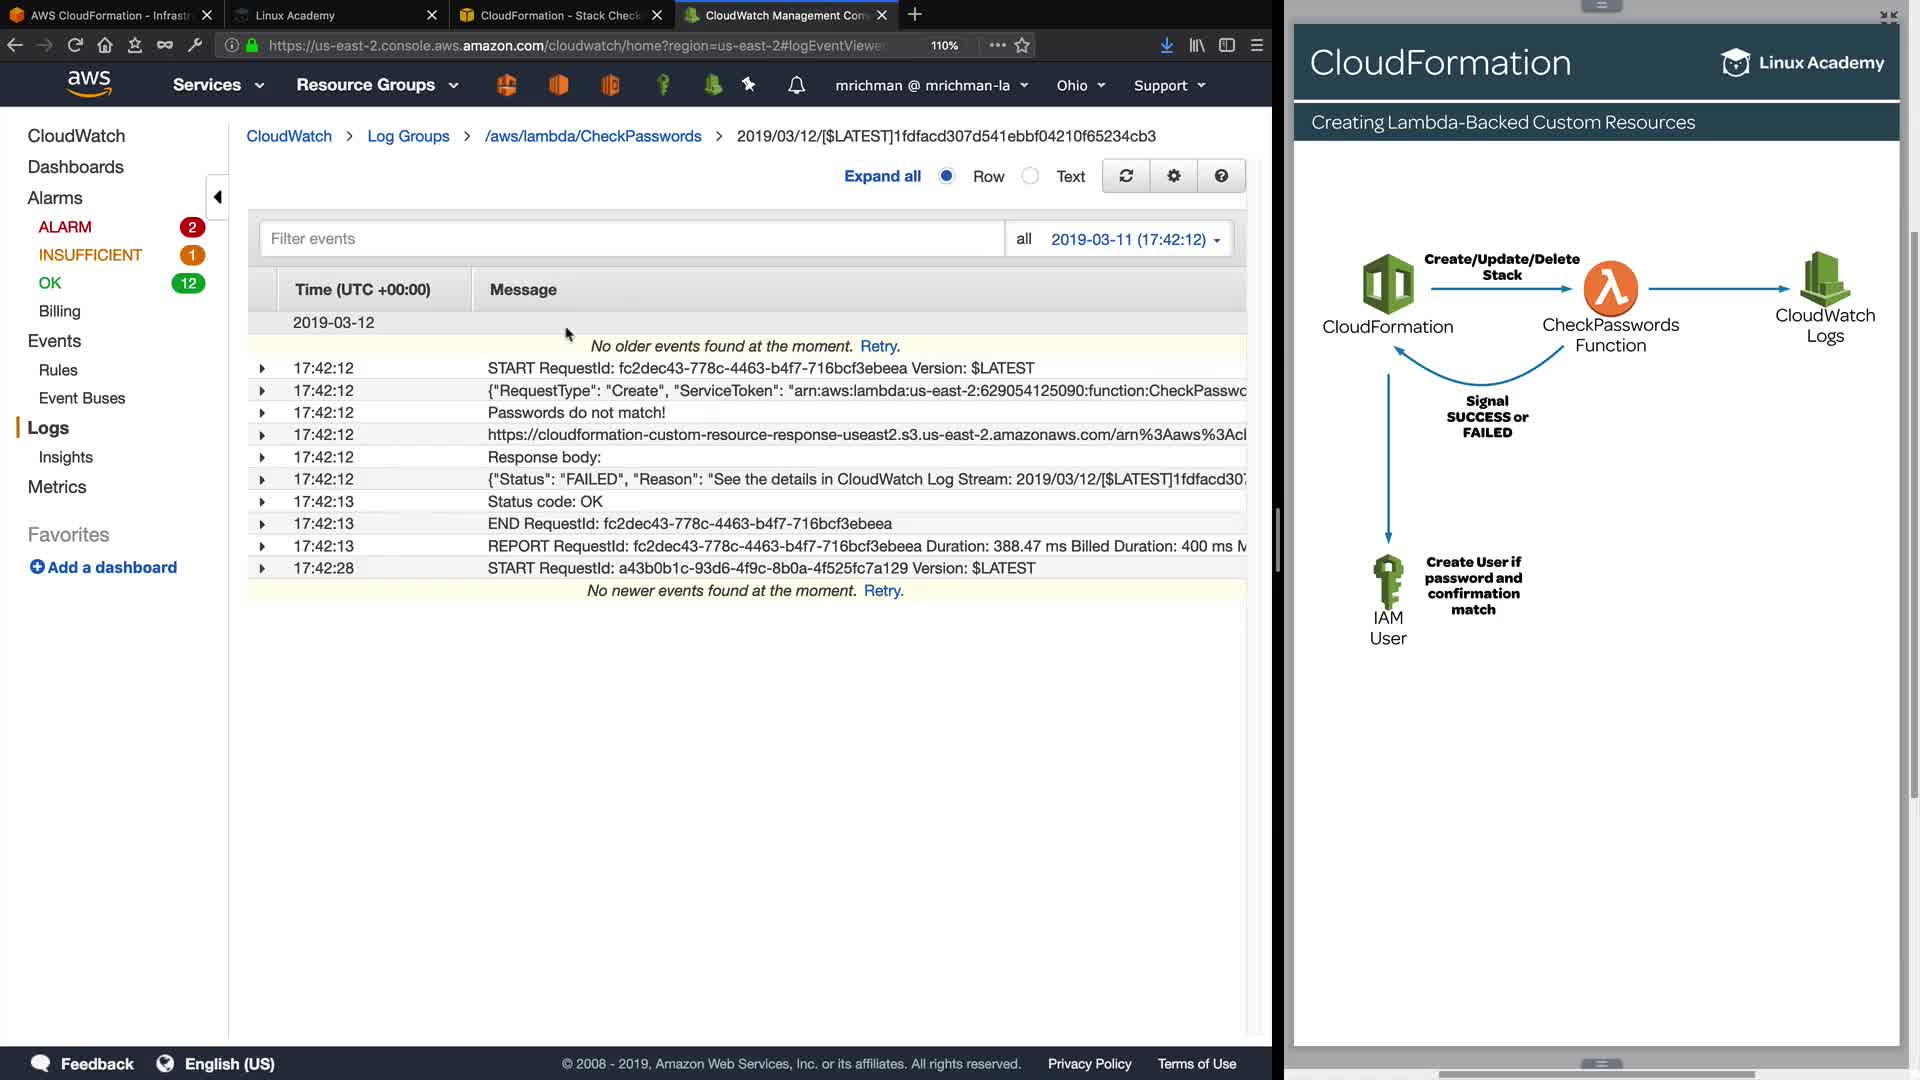 AWS CloudFormation - Infrastr
Linux Academy
CloudFormation - Stack Check
CloudWatch Management Con
https://us-east-2.console.aws.amazon.com/cloudwatch/home?region=us-east-2#logEventViewer
110%
aws
Services
Resource Groups
mrichman @ mrichman-la
Ohio
Support
CloudWatch
Dashboards
Alarms
ALARM 2
INSUFFICIENT 1
OK 12
Billing
Events
Rules
Event Buses
Logs
Insights
Metrics
Favorites
Add a dashboard
CloudWatch > Log Groups > /aws/lambda/CheckPasswords > 2019/03/12/[$LATEST]1fdfacd307d541ebbf04210f65234cb3
Expand all Row Text
Filter events
all 2019-03-11 (17:42:12)
Time (UTC +00:00) Message
2019-03-12
No older events found at the moment. Retry.
17:42:12 START RequestId: fc2dec43-778c-4463-b4f7-716bcf3ebeea Version: $LATEST
17:42:12 {"RequestType": "Create", "ServiceToken": "arn:aws:lambda:us-east-2:629054125090:function:CheckPasswo
17:42:12 Passwords do not match!
17:42:12 https://cloudformation-custom-resource-response-useast2.s3.us-east-2.amazonaws.com/arn%3Aaws%3Acl
17:42:12 Response body:
17:42:12 {"Status": "FAILED", "Reason": "See the details in CloudWatch Log Stream: 2019/03/12/[$LATEST]1fdfacd307
17:42:13 Status code: OK
17:42:13 END RequestId: fc2dec43-778c-4463-b4f7-716bcf3ebeea
17:42:13 REPORT RequestId: fc2dec43-778c-4463-b4f7-716bcf3ebeea Duration: 388.47 ms Billed Duration: 400 ms M
17:42:28 START RequestId: a43b0b1c-93d6-4f9c-8b0a-4f525fc7a129 Version: $LATEST
No newer events found at the moment. Retry.
Feedback
English (US)
© 2008 - 2019, Amazon Web Services, Inc. or its affiliates. All rights reserved.
Privacy Policy
Terms of Use
CloudFormation
Linux Academy
Creating Lambda-Backed Custom Resources
Create/Update/Delete
Stack
CloudFormation
CheckPasswords
Function
CloudWatch
Logs
Signal
SUCCESS or
FAILED
Create User if
password and
confirmation
match
IAM
User